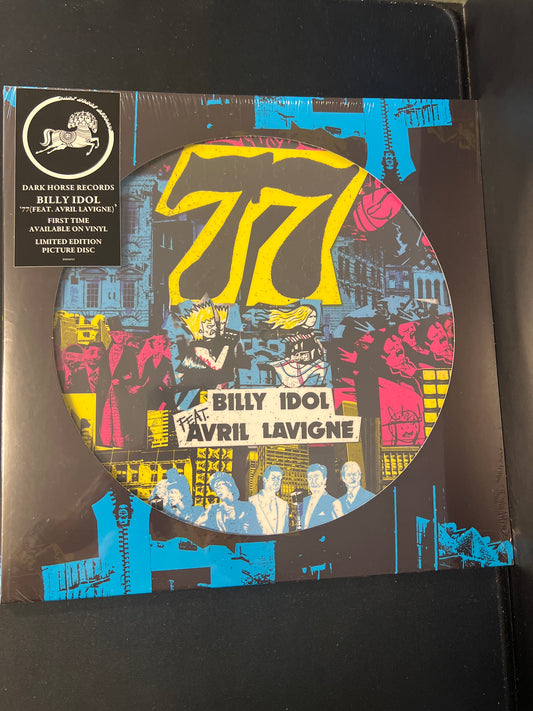 DARK HORSE RECORDS
BILLY IDOL
'77(FEAT. AVRIL LAVIGNE)'
FIRST TIME
AVAILABLE ON VINYL
LIMITED EDITION
PICTURE DISC
77
BILLY IDOL
FEAT.
AVRIL LAVIGNE